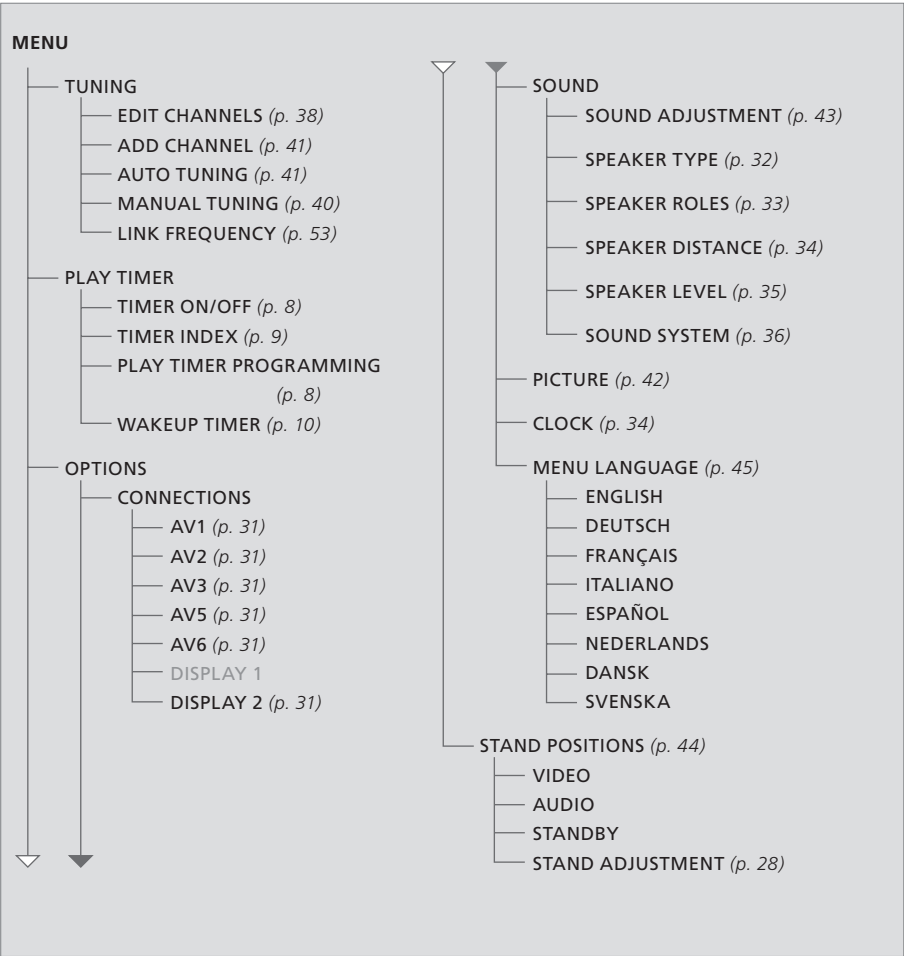 MENU
TUNING
EDIT CHANNELS (p. 38)
ADD CHANNEL (p. 41)
AUTO TUNING (p. 41)
MANUAL TUNING (p. 40)
LINK FREQUENCY (p. 53)
PLAY TIMER
TIMER ON/OFF (p. 8)
TIMER INDEX (p. 9)
PLAY TIMER PROGRAMMING
(p. 8)
WAKEUP TIMER (p. 10)
OPTIONS
CONNECTIONS
AV1 (p. 31)
AV2 (p. 31)
AV3 (p. 31)
AV5 (p. 31)
AV6 (p. 31)
DISPLAY 1
DISPLAY 2 (p. 31)
SOUND
SOUND ADJUSTMENT (p. 43)
SPEAKER TYPE (p. 32)
SPEAKER ROLES (p. 33)
SPEAKER DISTANCE (p. 34)
SPEAKER LEVEL (p. 35)
SOUND SYSTEM (p. 36)
PICTURE (p. 42)
CLOCK (p. 34)
MENU LANGUAGE (p. 45)
ENGLISH
DEUTSCH
FRANÇAIS
ITALIANO
ESPAÑOL
NEDERLANDS
DANSK
SVENSKA
STAND POSITIONS (p. 44)
VIDEO
AUDIO
STANDBY
STAND ADJUSTMENT (p. 28)